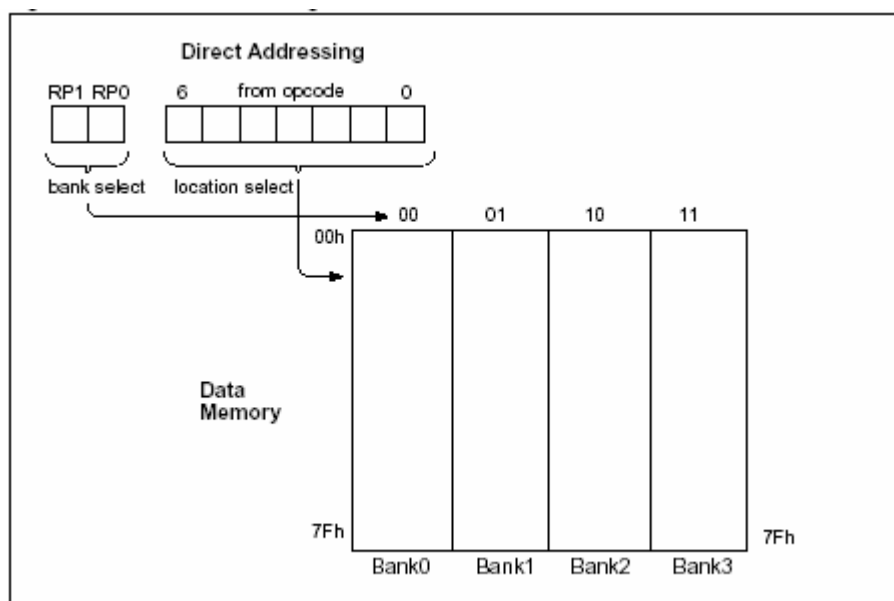 Direct Addressing
RP1 RP0 6 from opcode 0
bank select location select
00 01 10 11
00h
Data
Memory
7Fh 7Fh
Bank0 Bank1 Bank2 Bank3